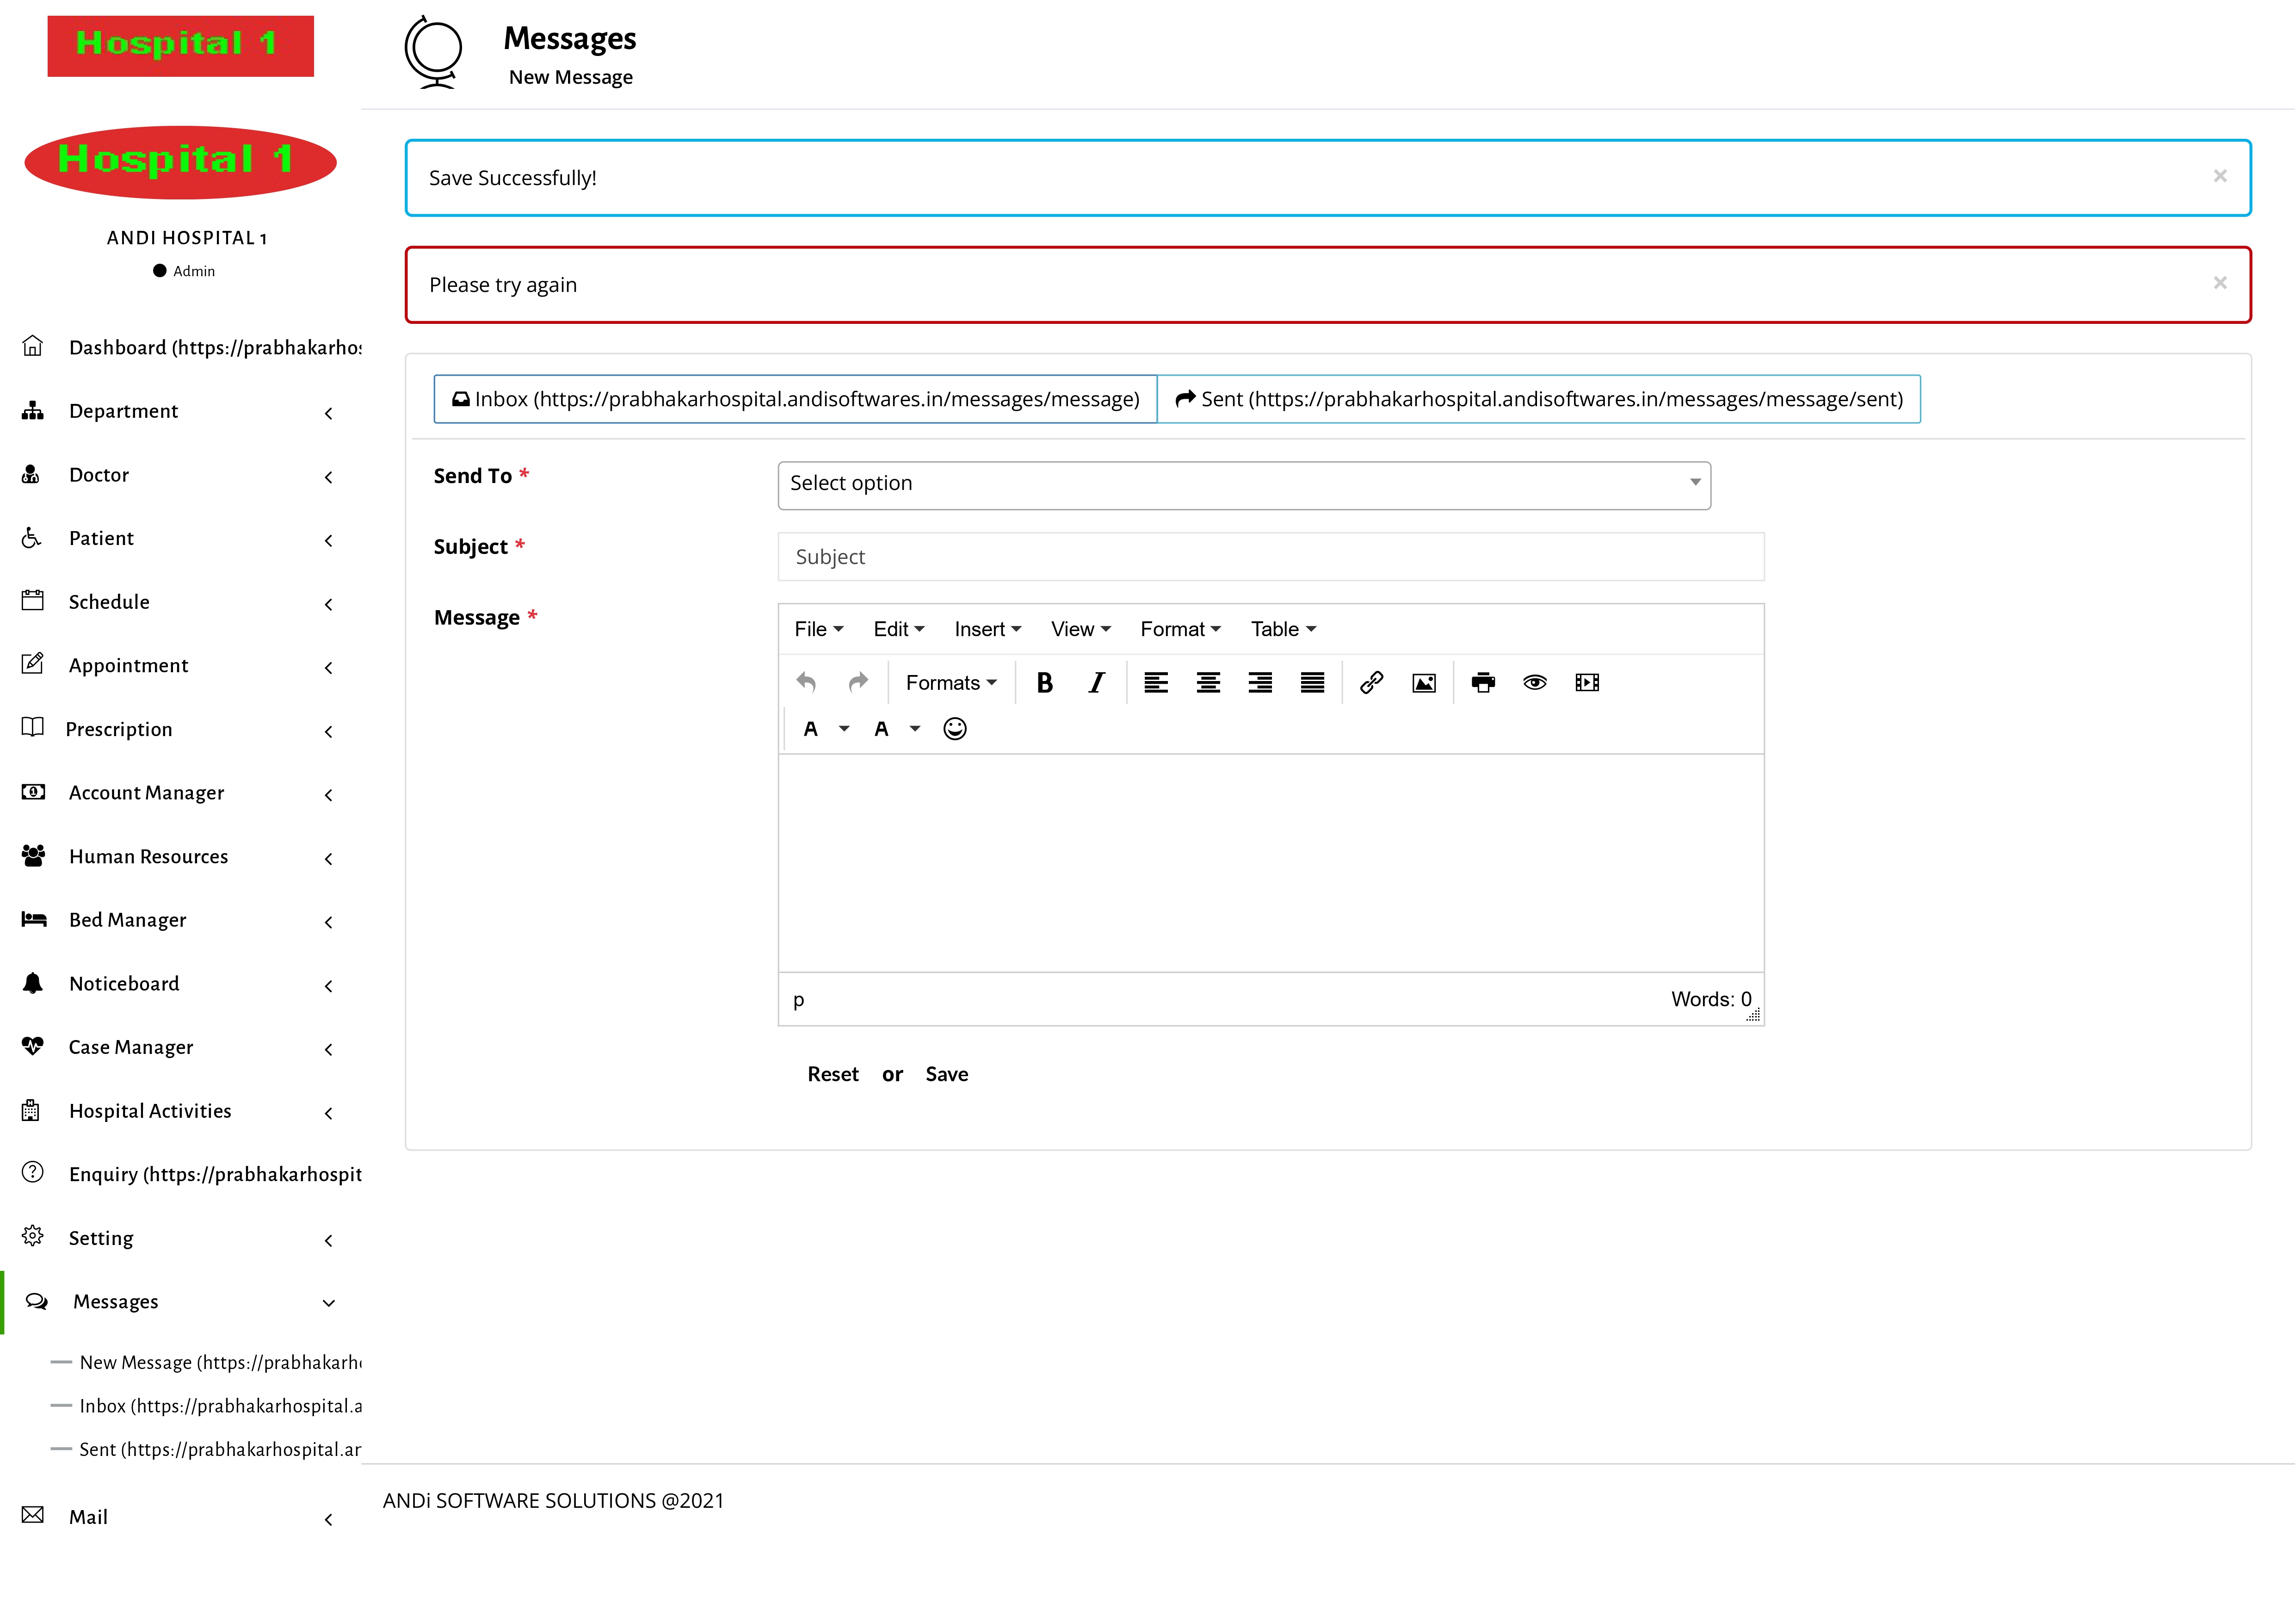 Hospital 1
Hospital 1
ANDI HOSPITAL 1
Admin
Dashboard (https://prabhakarhos
Department
Doctor
Patient
Schedule
Appointment
Prescription
Account Manager
Human Resources
Bed Manager
Noticeboard
Case Manager
Hospital Activities
Enquiry (https://prabhakarhospit
Setting
Messages
New Message (https://prabhakarho
Inbox (https://prabhakarhospital.a
Sent (https://prabhakarhospital.an
Mail
Messages
New Message
Save Successfully! ×
Please try again ×
Inbox (https://prabhakarhospital.andisoftwares.in/messages/message) Sent (https://prabhakarhospital.andisoftwares.in/messages/message/sent)
Send To * Select option
Subject * Subject
Message *
File Edit Insert View Format Table
Formats B I
A A
p Words: 0
Reset or Save
ANDi SOFTWARE SOLUTIONS @2021